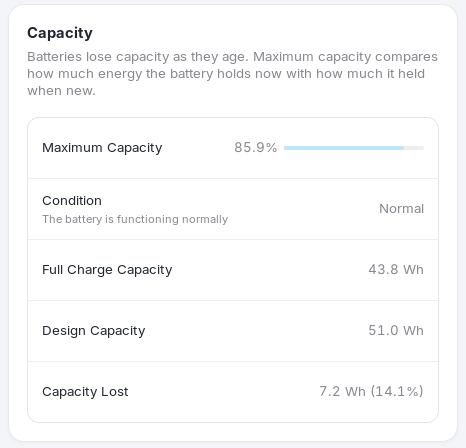 Capacity
Batteries lose capacity as they age. Maximum capacity compares
how much energy the battery holds now with how much it held
when new.
Maximum Capacity 85.9%
Condition
The battery is functioning normally
Normal
Full Charge Capacity 43.8 Wh
Design Capacity 51.0 Wh
Capacity Lost 7.2 Wh (14.1%)